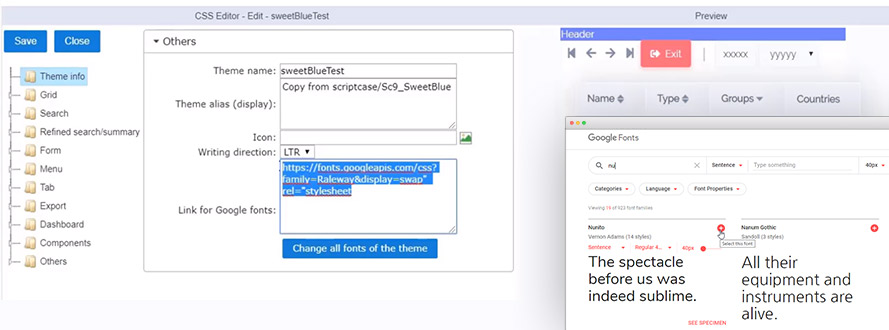 CSS Editor - Edit - sweetBlueTest
Save
Close
Theme info
Grid
Search
Refined search/summary
Form
Menu
Tab
Export
Dashboard
Components
Others
Others
Theme name:
sweetBlueTest
Theme alias (display):
Copy from scriptcase/Sc9_SweetBlue
Icon:
Writing direction:
LTR
Link for Google fonts:
https://fonts.googleapis.com/css?
family=Raleway&display=swap"
rel="stylesheet
Change all fonts of the theme
Preview
Header
Exit
xxxxx
yyyyy
Name
Type
Groups
Countries
Google Fonts
nu
Sentence
Type something
40px
Categories
Language
Font Properties
Viewing 16 of 923 font families
Nunito
Vernon Adams (14 styles)
Select this font
Sentence
Regular 4...
40px
The spectacle
before us was
indeed sublime.
SEE SPECIMEN
Nanum Gothic
Sandoll (3 styles)
All their
equipment and
instruments are
alive.